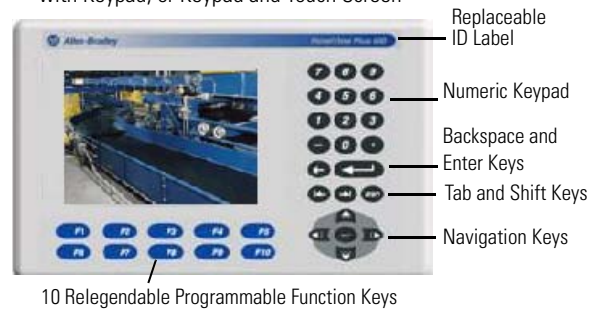 with Keypad, or Keypad and Touch Screen
Replaceable
ID Label
Allen-Bradley
PanelView Plus 600
7 8 9
4 5 6
Numeric Keypad
1 2 3
- 0 .
Backspace and
Enter Keys
Tab and Shift Keys
Navigation Keys
F1 F2 F3 F4 F5
F6 F7 F8 F9 F10
10 Relegendable Programmable Function Keys